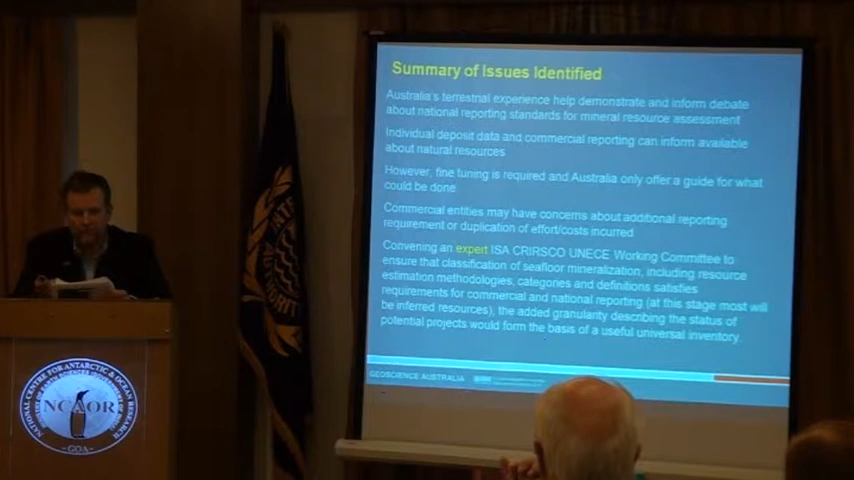 Summary of Issues Identified
Australia's terrestrial experience help demonstrate and inform debate
about national reporting standards for mineral resource assessment
Individual deposit data and commercial reporting can inform available
about natural resources
However, fine tuning is required and Australia only offer a guide for what
could be done
Commercial entities may have concerns about additional reporting
requirement or duplication of effort/costs incurred
Convening an expert ISA CRIRSCO UNECE Working Committee to
ensure that classification of seafloor mineralization, including resource
estimation methodologies, categories and definitions satisfies
requirements for commercial and national reporting (at this stage most will
be inferred resources), the added granularity describing the status of
potential projects would form the basis of a useful universal inventory.
GEOSCIENCE AUSTRALIA
NATIONAL CENTRE FOR ANTARCTIC & OCEAN RESEARCH
NCAOR
GOA